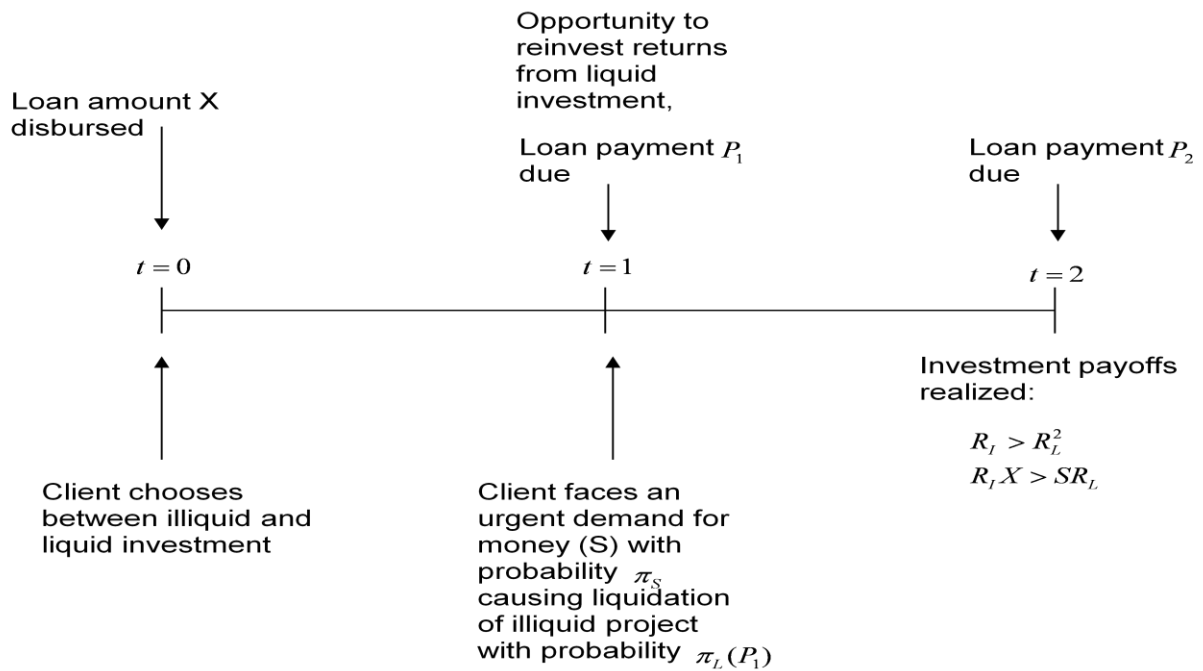 Opportunity to
reinvest returns
from liquid
investment,
Loan amount X
disbursed
Loan payment P₁
due
Loan payment P₂
due
t = 0
t = 1
t = 2
Client chooses
between illiquid and
liquid investment
Client faces an
urgent demand for
money (S) with
probability π_S
causing liquidation
of illiquid project
with probability π_L(P₁)
Investment payoffs
realized:
R_I > R_L²
R_I X > SR_L